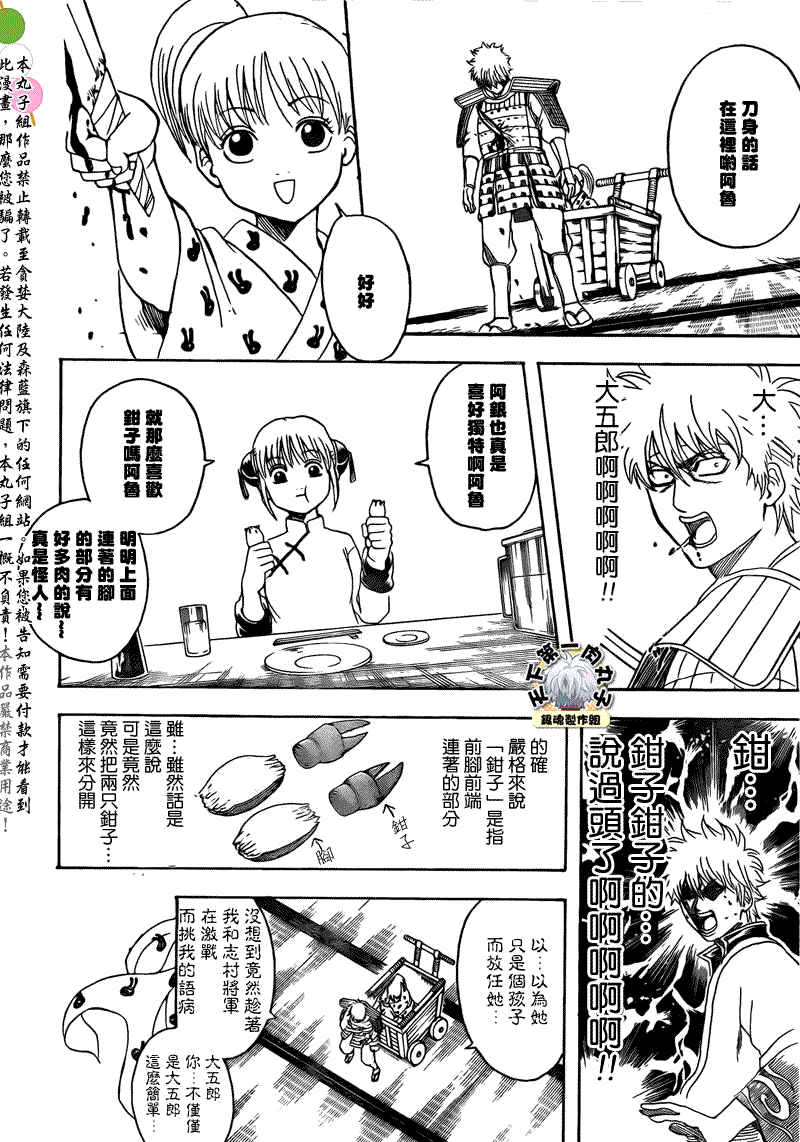 刀身的話
在這裡喲阿魯
好好
大…
大五郎啊啊啊啊啊!!
阿銀也真是
喜好獨特啊阿魯
就那麼喜歡
鉗子嗎阿魯
明明上面
連著的腳
的部分有
好多肉的說~
真是怪人~
鉗…
鉗子鉗子的…
說過頭了啊啊啊啊啊!!
的確
嚴格來說
「鉗子」是指
前腳前端
連著的部分
鉗子
腳
雖…雖然話是
這麼說
可是竟然
竟然把兩只鉗子
這樣來分開…
以…以為她
只是個孩子
而放任她…
沒想到竟然趁著
我和志村將軍
在激戰
而挑我的語病
大五郎
你…不僅僅
是大五郎
這麼簡單…
天下第一肉丸子
銀魂製作組
本丸子組作品禁止轉載至貪婪大陸及森藍旗下的任何網站。如果您被告知需要付款才能看到
此漫畫，那麼您被騙了。若發生任何法律問題，本丸子組一概不負責！本作品嚴禁商業用途！